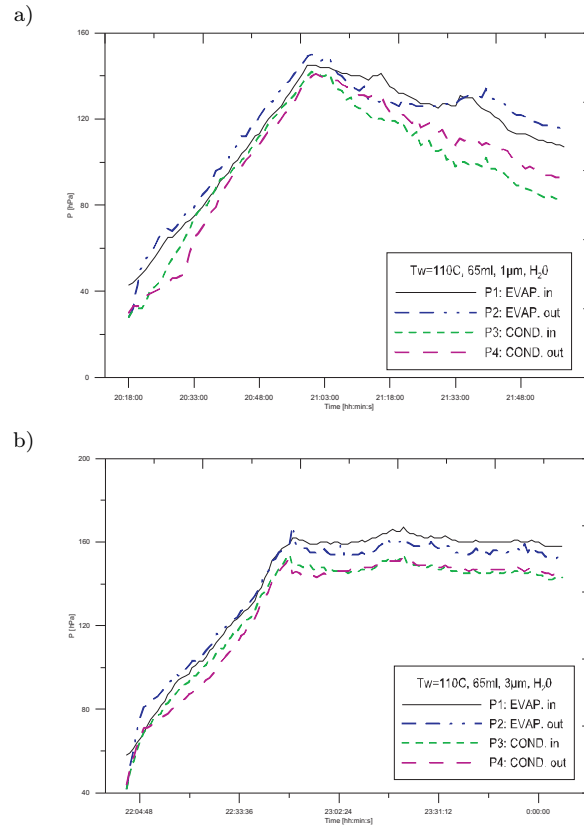 a)
160
120
80
40
0
P [hPa]
Tw=110C, 65ml, 1µm, H₂0
P1: EVAP. in
P2: EVAP. out
P3: COND. in
P4: COND. out
20:18:00 20:33:00 20:48:00 21:03:00 21:18:00 21:33:00 21:48:00
Time [hh:min:s]
b)
200
160
120
80
40
P [hPa]
Tw=110C, 65ml, 3µm, H₂0
P1: EVAP. in
P2: EVAP. out
P3: COND. in
P4: COND. out
22:04:48 22:33:36 23:02:24 23:31:12 0:00:00
Time [hh:min:s]